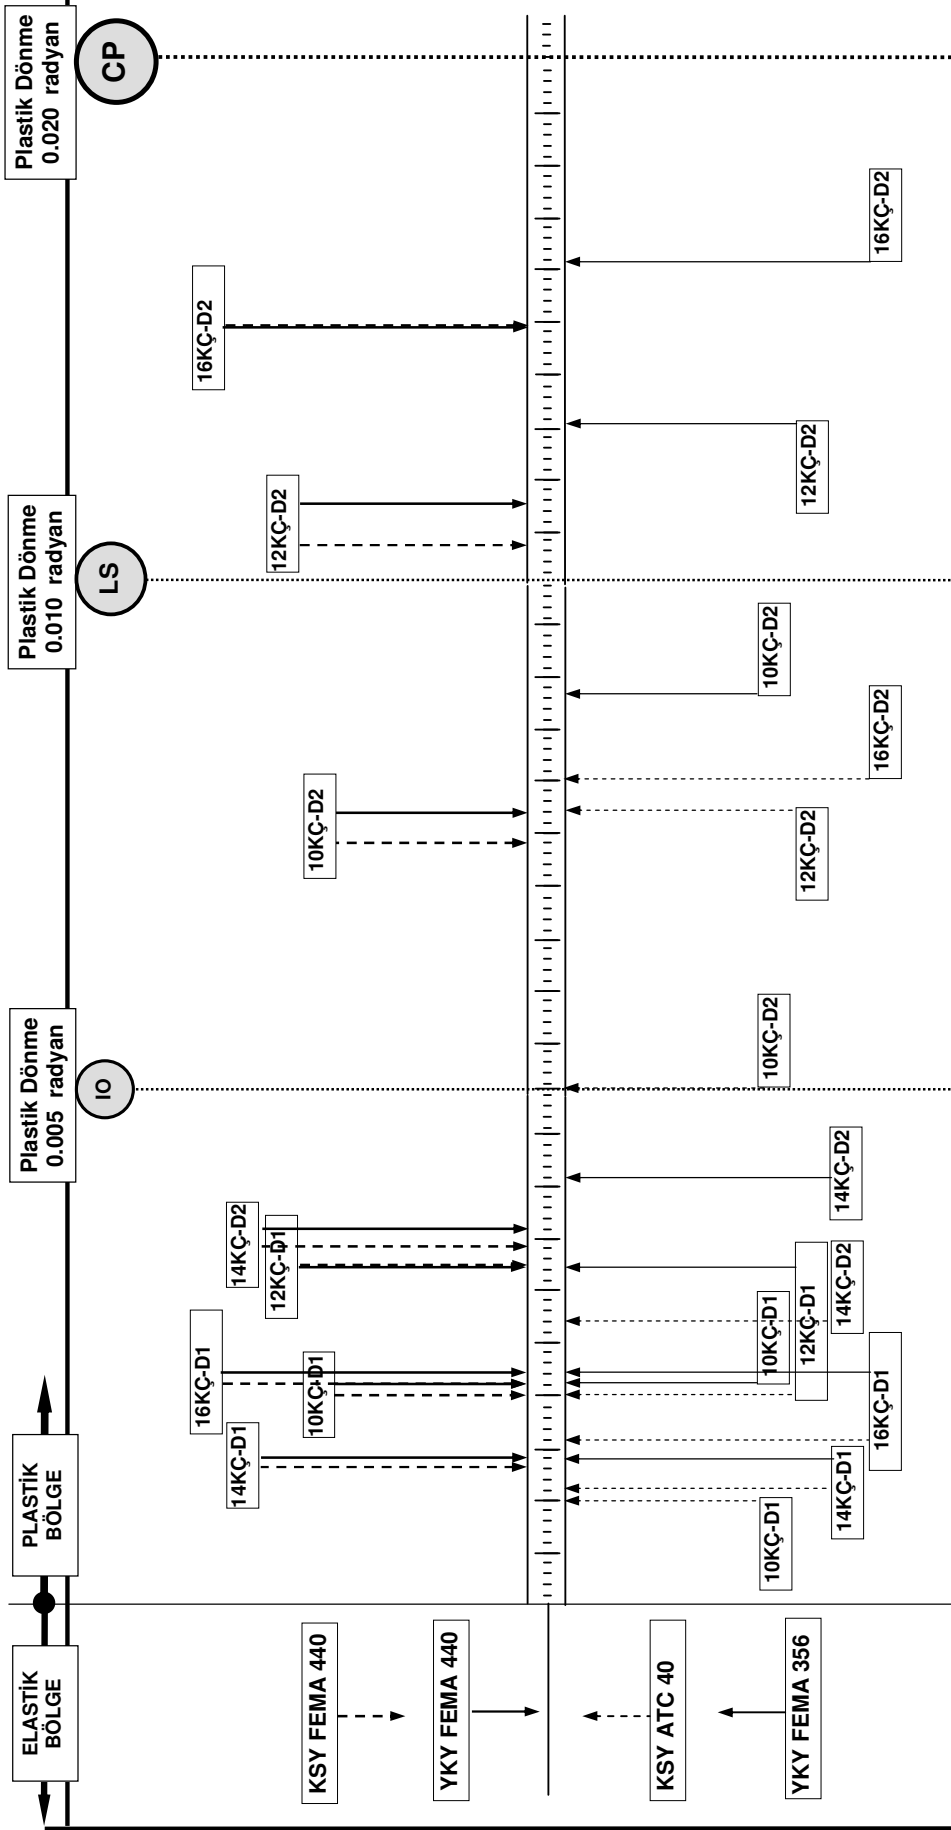 ELASTİK
BÖLGE
PLASTİK
BÖLGE
Plastik Dönme
0.005 radyan
Plastik Dönme
0.010 radyan
Plastik Dönme
0.020 radyan
IO
LS
CP
16KÇ-D1
14KÇ-D1
14KÇ-D2
12KÇ-D1
10KÇ-D1
10KÇ-D2
12KÇ-D2
16KÇ-D2
KSY FEMA 440
YKY FEMA 440
KSY ATC 40
YKY FEMA 356
10KÇ-D1
10KÇ-D1
10KÇ-D2
10KÇ-D2
12KÇ-D1
12KÇ-D2
12KÇ-D2
14KÇ-D1
14KÇ-D2
14KÇ-D2
16KÇ-D1
16KÇ-D2
16KÇ-D2